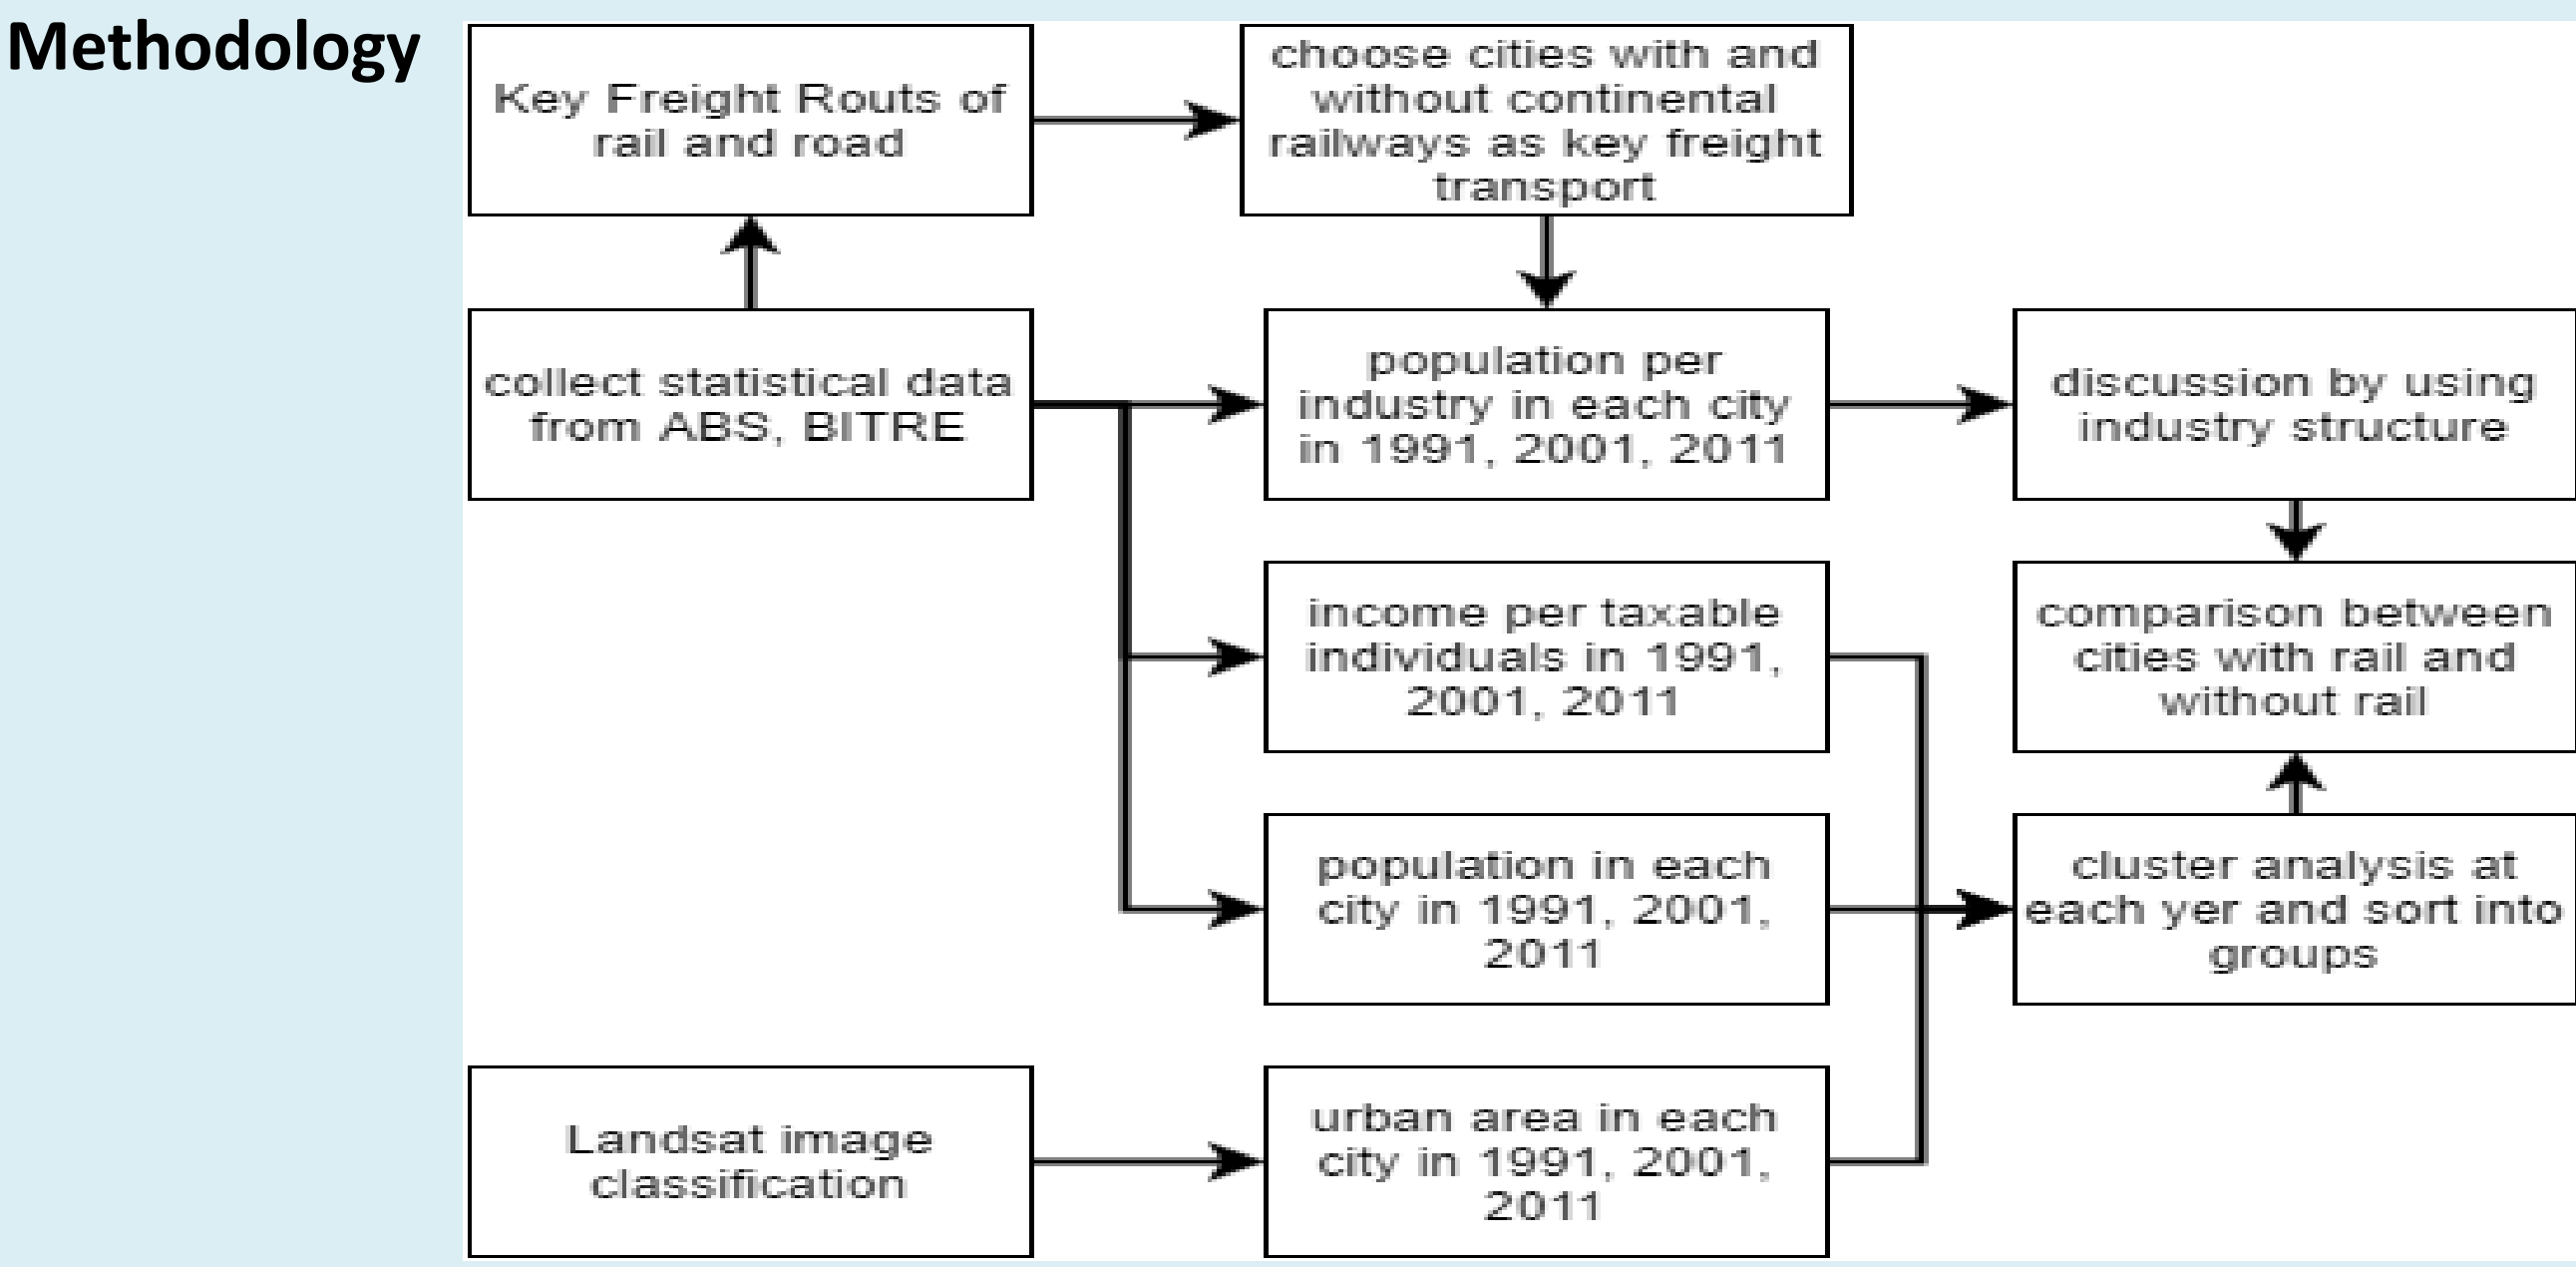 Methodology
Key Freight Routs of
rail and road
choose cities with and
without continental
railways as key freight
transport
collect statistical data
from ABS, BITRE
population per
industry in each city
in 1991, 2001, 2011
discussion by using
industry structure
income per taxable
individuals in 1991,
2001, 2011
comparison between
cities with rail and
without rail
population in each
city in 1991, 2001,
2011
cluster analysis at
each yer and sort into
groups
Landsat image
classification
urban area in each
city in 1991, 2001,
2011